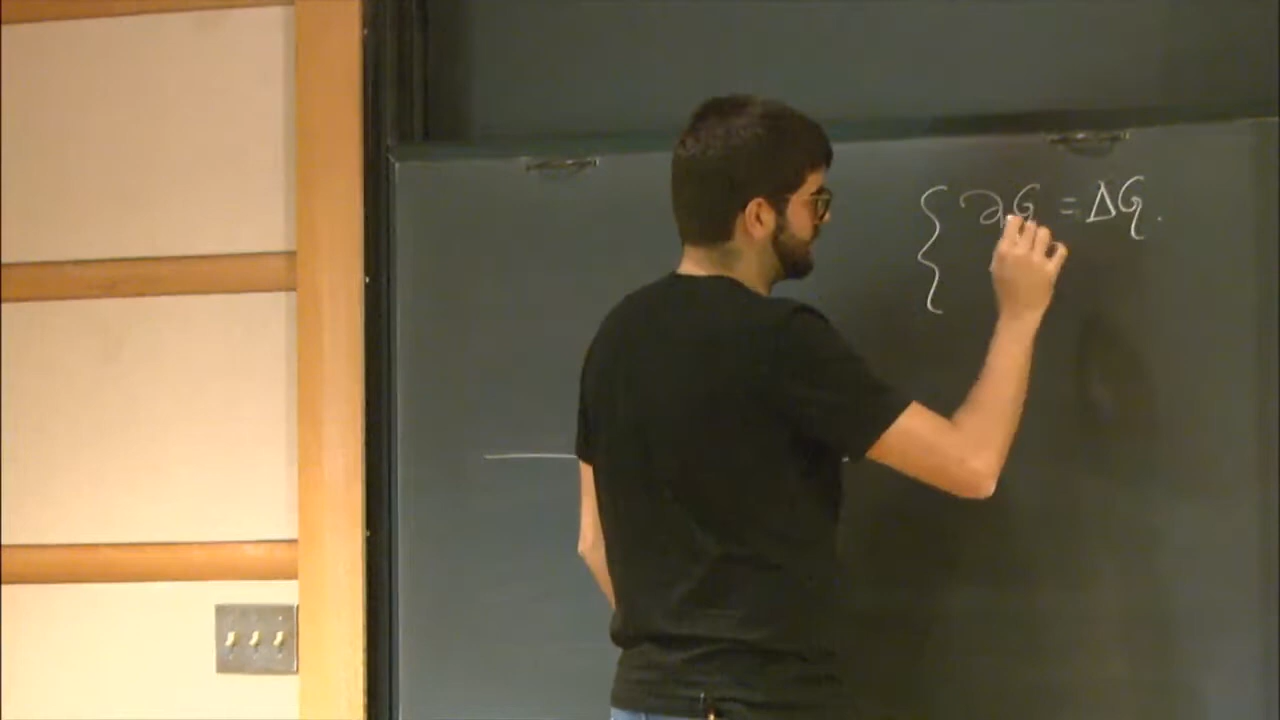 { ∂G = ΔG.